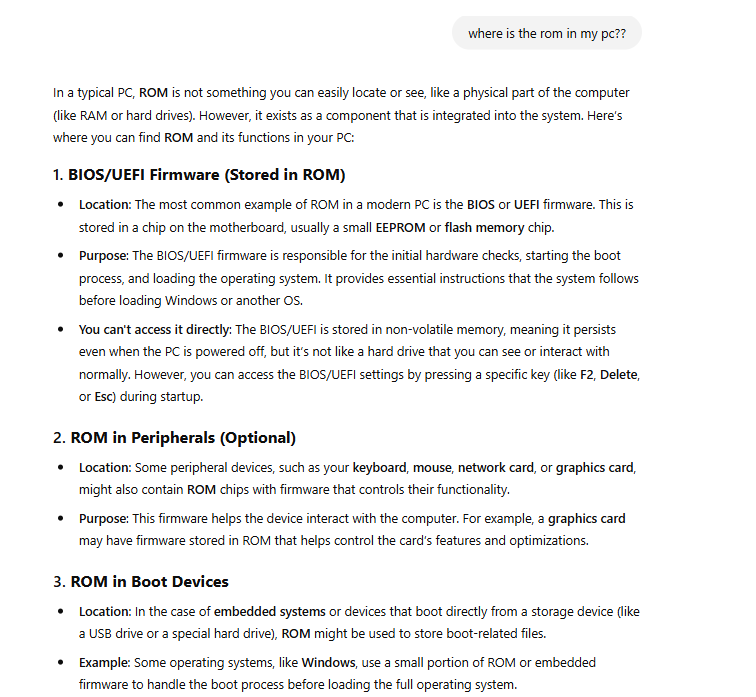 where is the rom in my pc??
In a typical PC, ROM is not something you can easily locate or see, like a physical part of the computer
(like RAM or hard drives). However, it exists as a component that is integrated into the system. Here's
where you can find ROM and its functions in your PC:
1. BIOS/UEFI Firmware (Stored in ROM)
• Location: The most common example of ROM in a modern PC is the BIOS or UEFI firmware. This is
stored in a chip on the motherboard, usually a small EEPROM or flash memory chip.
• Purpose: The BIOS/UEFI firmware is responsible for the initial hardware checks, starting the boot
process, and loading the operating system. It provides essential instructions that the system follows
before loading Windows or another OS.
• You can't access it directly: The BIOS/UEFI is stored in non-volatile memory, meaning it persists
even when the PC is powered off, but it's not like a hard drive that you can see or interact with
normally. However, you can access the BIOS/UEFI settings by pressing a specific key (like F2, Delete,
or Esc) during startup.
2. ROM in Peripherals (Optional)
• Location: Some peripheral devices, such as your keyboard, mouse, network card, or graphics card,
might also contain ROM chips with firmware that controls their functionality.
• Purpose: This firmware helps the device interact with the computer. For example, a graphics card
may have firmware stored in ROM that helps control the card's features and optimizations.
3. ROM in Boot Devices
• Location: In the case of embedded systems or devices that boot directly from a storage device (like
a USB drive or a special hard drive), ROM might be used to store boot-related files.
• Example: Some operating systems, like Windows, use a small portion of ROM or embedded
firmware to handle the boot process before loading the full operating system.